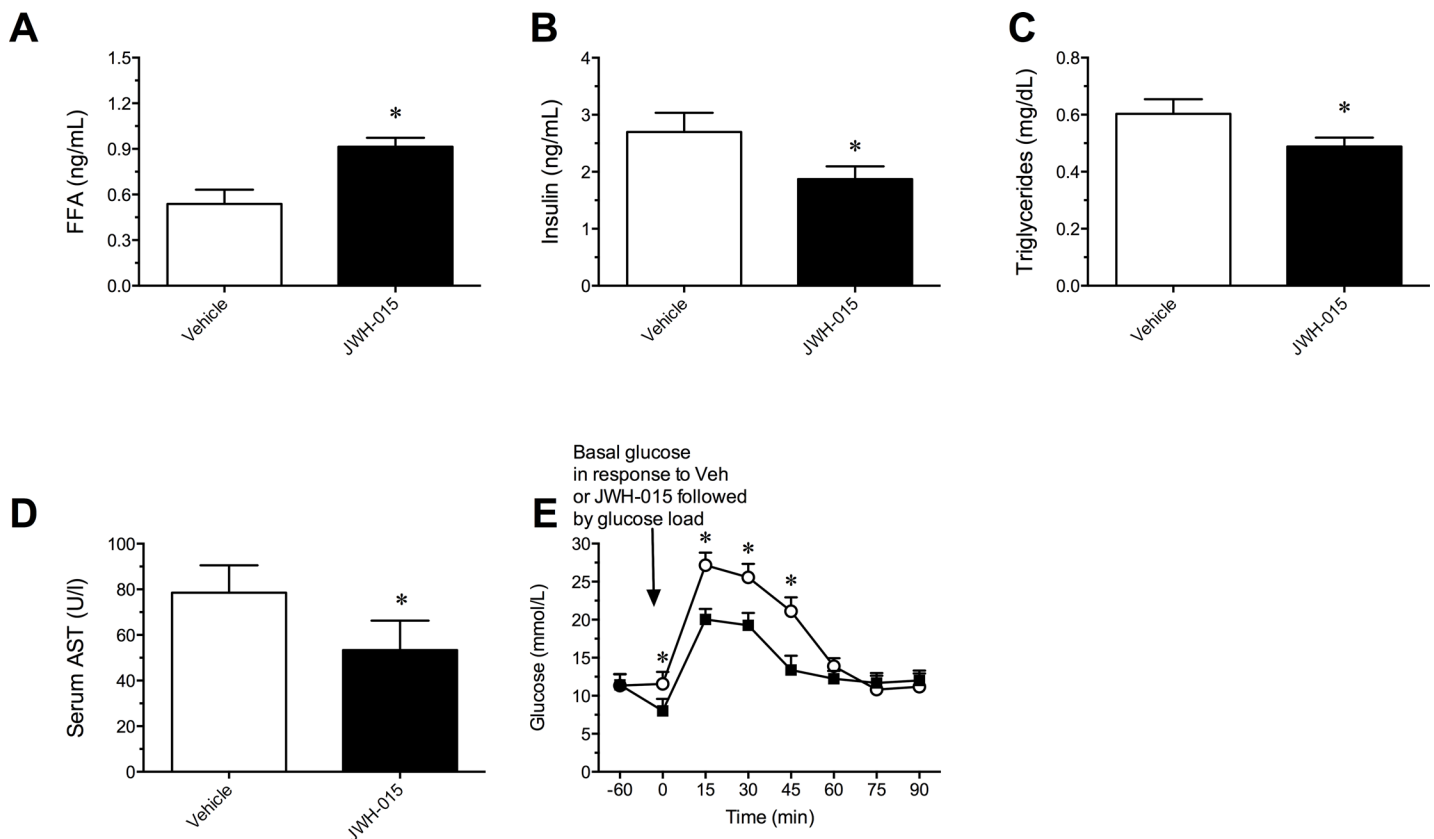 A
FFA (ng/mL)
1.5
1.2
0.9
0.6
0.3
0.0
*
Vehicle
JWH-015
B
Insulin (ng/mL)
4
3
2
1
0
*
Vehicle
JWH-015
C
Triglycerides (mg/dL)
0.8
0.6
0.4
0.2
0.0
*
Vehicle
JWH-015
D
Serum AST (U/l)
100
80
60
40
20
0
*
Vehicle
JWH-015
E
Basal glucose
in response to Veh
or JWH-015 followed
by glucose load
Glucose (mmol/L)
30
25
20
15
10
5
0
* * * *
-60 0 15 30 45 60 75 90
Time (min)